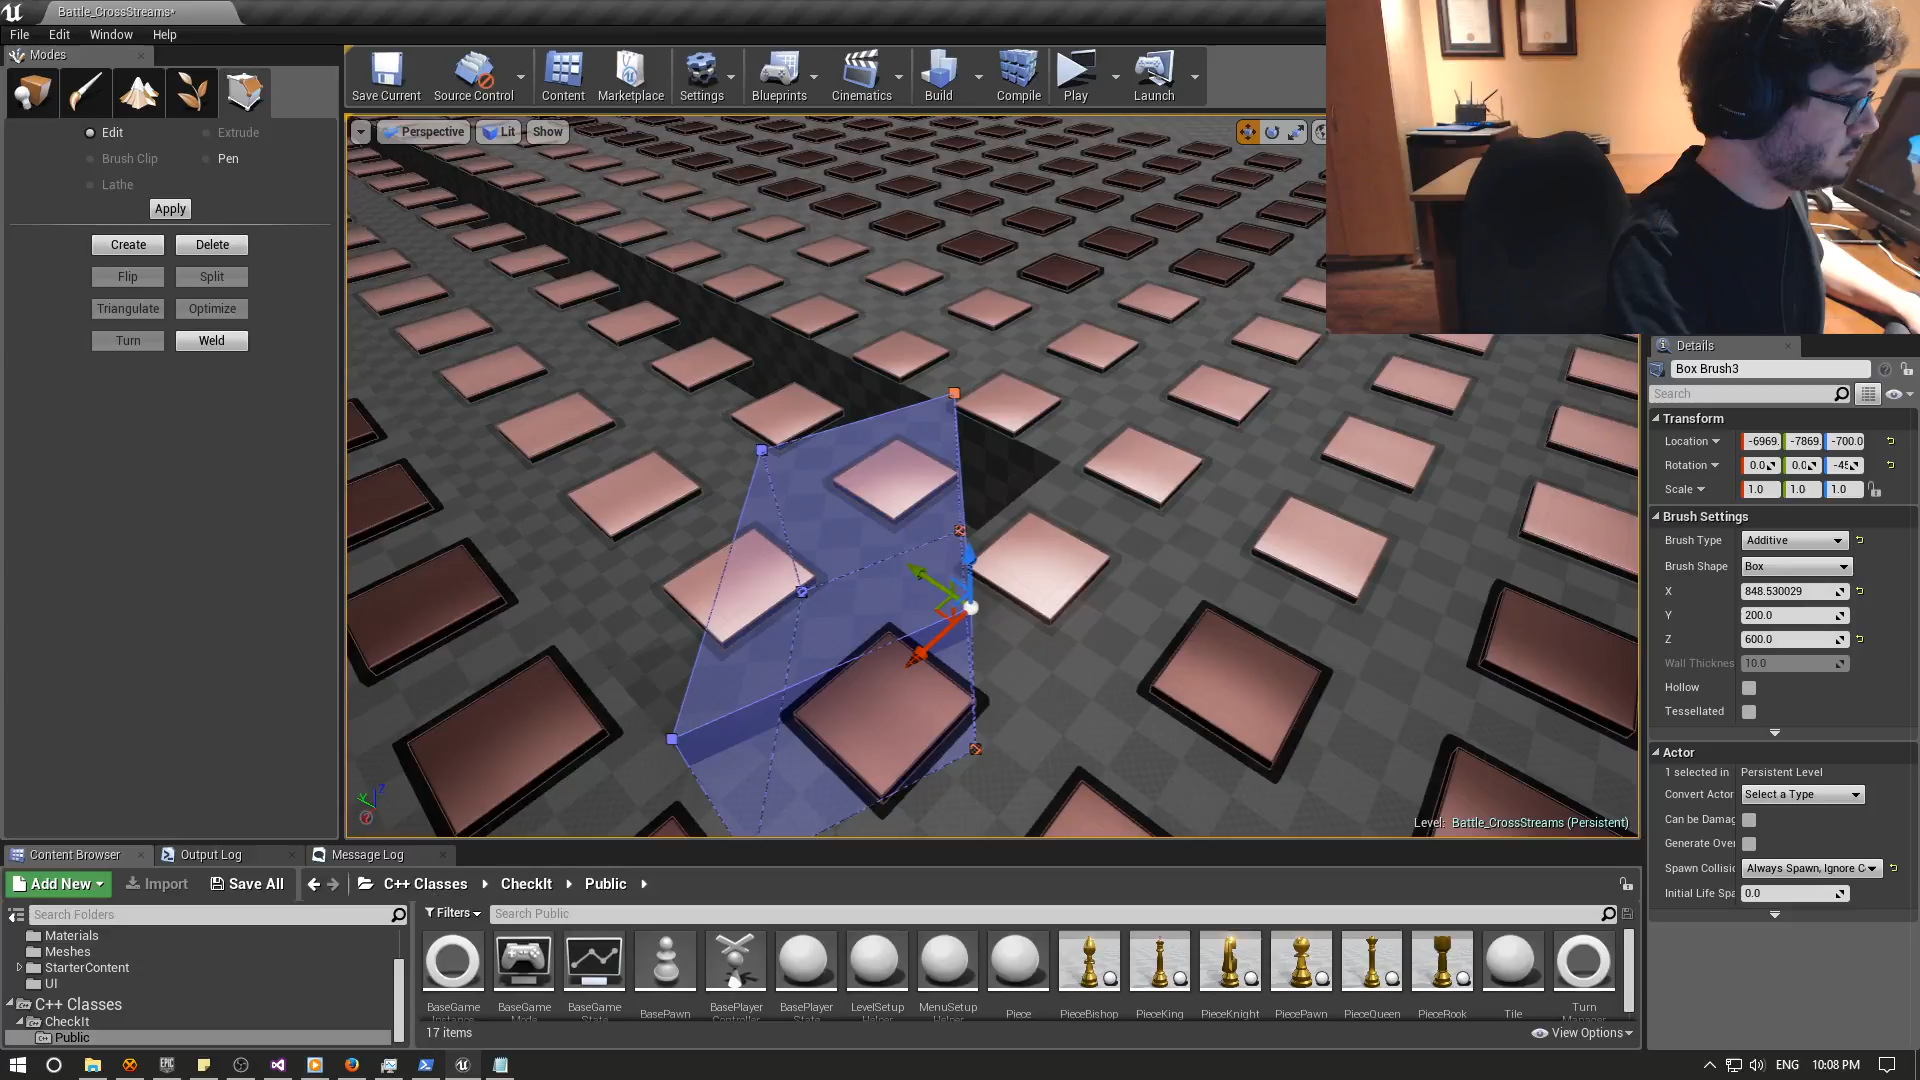 Battle_CrossStreams*
File Edit Window Help
Modes
Save Current Source Control Content Marketplace Settings Blueprints Cinematics Build Compile Play Launch
Edit Extrude
Brush Clip Pen
Lathe
Apply
Create Delete
Flip Split
Triangulate Optimize
Turn Weld
Perspective Lit Show
Level: Battle_CrossStreams (Persistent)
Details
Box Brush3
Search
Transform
Location -6969. -7869. -700.0
Rotation 0.0 0.0 -45
Scale 1.0 1.0 1.0
Brush Settings
Brush Type Additive
Brush Shape Box
X 848.530029
Y 200.0
Z 600.0
Wall Thicknes 10.0
Hollow
Tessellated
Actor
1 selected in Persistent Level
Convert Actor Select a Type
Can be Damag
Generate Over
Spawn Collisic Always Spawn, Ignore C
Initial Life Spa 0.0
Content Browser Output Log Message Log
Add New Import Save All C++ Classes CheckIt Public
Search Folders Filters Search Public
Materials
Meshes
StarterContent
UI
C++ Classes
CheckIt
Public
BaseGame Instance
BaseGame Mode
BaseGame State
BasePawn
BasePlayer Controller
BasePlayer State
LevelSetup Helper
MenuSetup Helper
Piece
PieceBishop
PieceKing
PieceKnight
PiecePawn
PieceQueen
PieceRook
Tile
Turn Manager
17 items View Options
EPIC
ENG 10:08 PM